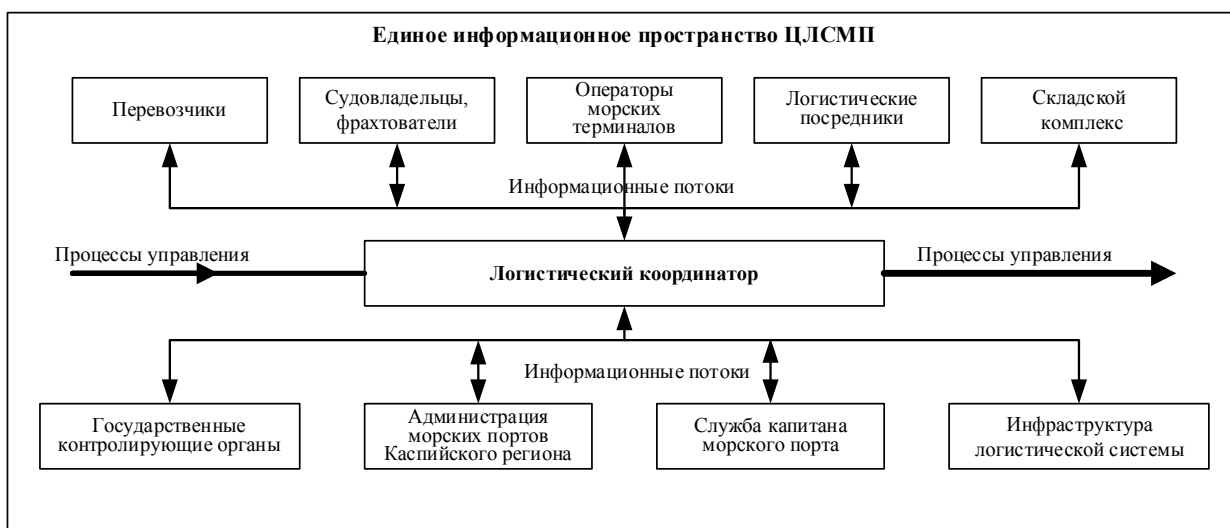 Единое информационное пространство ЦЛСМП
Перевозчики
Судовладельцы,
фрахтователи
Операторы
морских
терминалов
Логистические
посредники
Складской
комплекс
Информационные потоки
Процессы управления
Логистический координатор
Процессы управления
Информационные потоки
Государственные
контролирующие органы
Администрация
морских портов
Каспийского региона
Служба капитана
морского порта
Инфраструктура
логистической системы